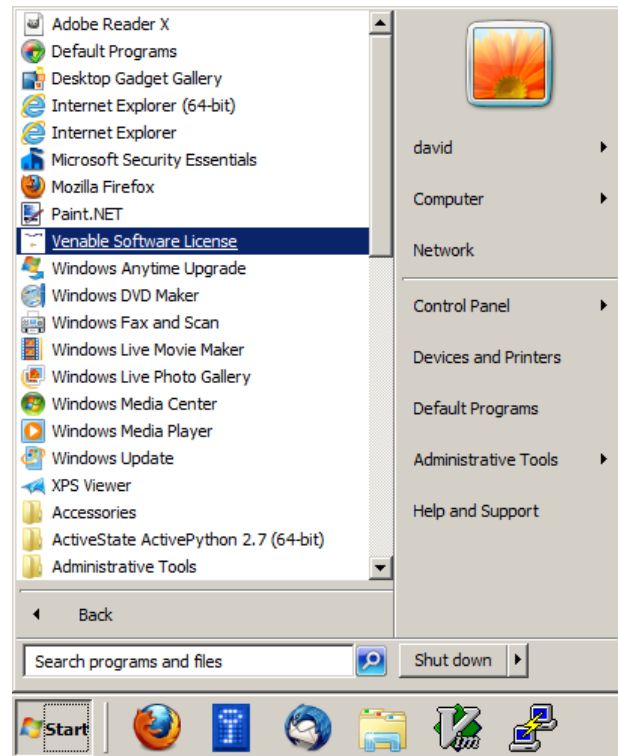 Adobe Reader X
Default Programs
Desktop Gadget Gallery
Internet Explorer (64-bit)
Internet Explorer
Microsoft Security Essentials
Mozilla Firefox
Paint.NET
Venable Software License
Windows Anytime Upgrade
Windows DVD Maker
Windows Fax and Scan
Windows Live Movie Maker
Windows Live Photo Gallery
Windows Media Center
Windows Media Player
Windows Update
XPS Viewer
Accessories
ActiveState ActivePython 2.7 (64-bit)
Administrative Tools
Back
Search programs and files
david
Computer
Network
Control Panel
Devices and Printers
Default Programs
Administrative Tools
Help and Support
Shut down
Start
Vim